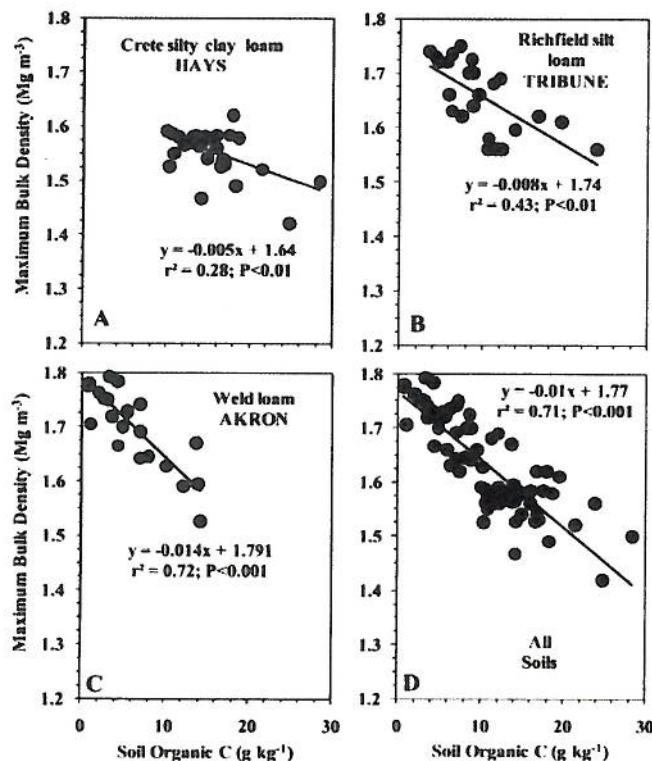 Maximum Bulk Density (Mg m⁻³)
1.8
1.7
1.6
1.5
1.4
1.3
1.2
Crete silty clay loam
HAYS
y = -0.005x + 1.64
r² = 0.28; P<0.01
A
1.8
1.7
1.6
1.5
1.4
1.3
1.2
Richfield silt
loam
TRIBUNE
y = -0.008x + 1.74
r² = 0.43; P<0.01
B
Maximum Bulk Density (Mg m⁻³)
1.8
1.7
1.6
1.5
1.4
1.3
1.2
Weld loam
AKRON
y = -0.014x + 1.791
r² = 0.72; P<0.001
C
0 10 20 30
Soil Organic C (g kg⁻¹)
1.8
1.7
1.6
1.5
1.4
1.3
1.2
y = -0.01x + 1.77
r² = 0.71; P<0.001
All
Soils
D
0 10 20 30
Soil Organic C (g kg⁻¹)